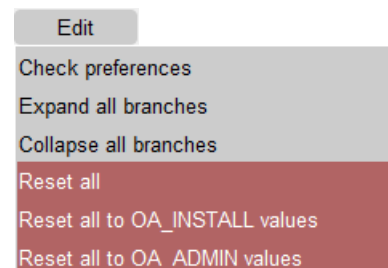 Edit
Check preferences
Expand all branches
Collapse all branches
Reset all
Reset all to OA_INSTALL values
Reset all to OA_ADMIN values